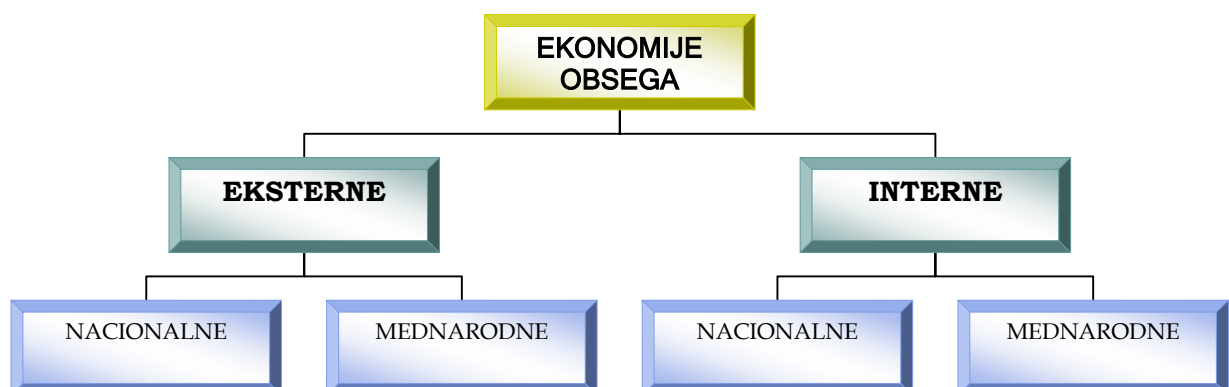 EKONOMIJE
OBSEGA
EKSTERNE
INTERNE
NACIONALNE
MEDNARODNE
NACIONALNE
MEDNARODNE